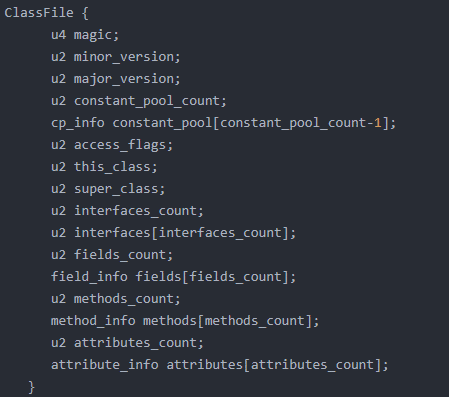 ClassFile {
u4 magic;
u2 minor_version;
u2 major_version;
u2 constant_pool_count;
cp_info constant_pool[constant_pool_count-1];
u2 access_flags;
u2 this_class;
u2 super_class;
u2 interfaces_count;
u2 interfaces[interfaces_count];
u2 fields_count;
field_info fields[fields_count];
u2 methods_count;
method_info methods[methods_count];
u2 attributes_count;
attribute_info attributes[attributes_count];
}